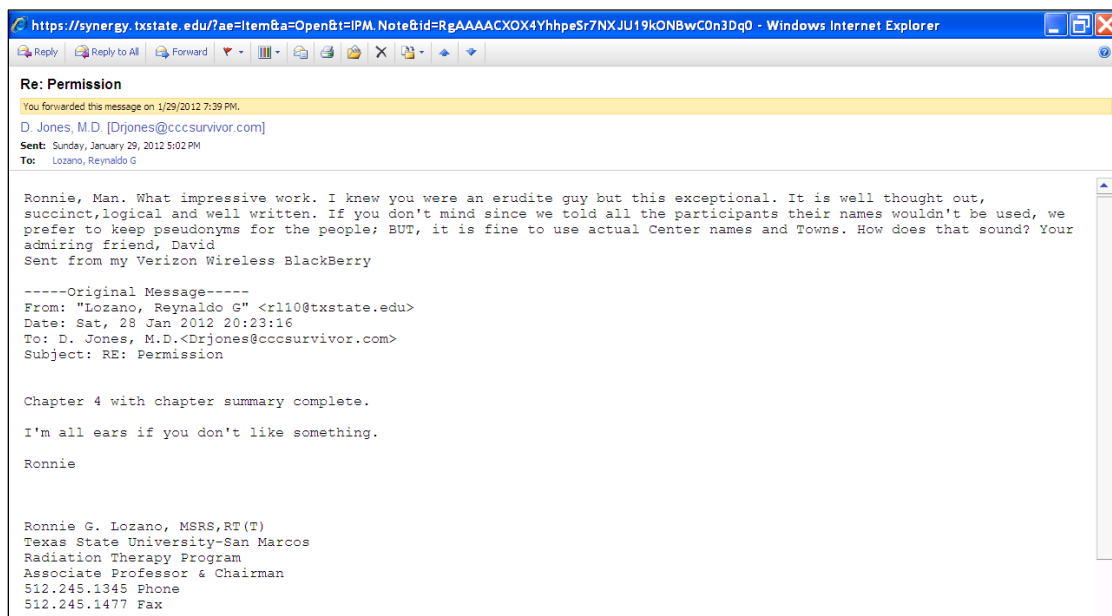 https://synergy.txstate.edu/?ae=Item&a=Open&t=IPM.Note&id=RgAAAACXOX4YhhpeSr7NXJU19kONBwC0n3Dq0 - Windows Internet Explorer
Reply Reply to All Forward
Re: Permission
You forwarded this message on 1/29/2012 7:39 PM.
D. Jones, M.D. [Drjones@cccsurvivor.com]
Sent: Sunday, January 29, 2012 5:02 PM
To: Lozano, Reynaldo G
Ronnie, Man. What impressive work. I knew you were an erudite guy but this exceptional. It is well thought out,
succinct,logical and well written. If you don't mind since we told all the participants their names wouldn't be used, we
prefer to keep pseudonyms for the people; BUT, it is fine to use actual Center names and Towns. How does that sound? Your
admiring friend, David
Sent from my Verizon Wireless BlackBerry
-----Original Message-----
From: "Lozano, Reynaldo G" <rl10@txstate.edu>
Date: Sat, 28 Jan 2012 20:23:16
To: D. Jones, M.D.<Drjones@cccsurvivor.com>
Subject: RE: Permission
Chapter 4 with chapter summary complete.
I'm all ears if you don't like something.
Ronnie
Ronnie G. Lozano, MSRS,RT(T)
Texas State University-San Marcos
Radiation Therapy Program
Associate Professor & Chairman
512.245.1345 Phone
512.245.1477 Fax